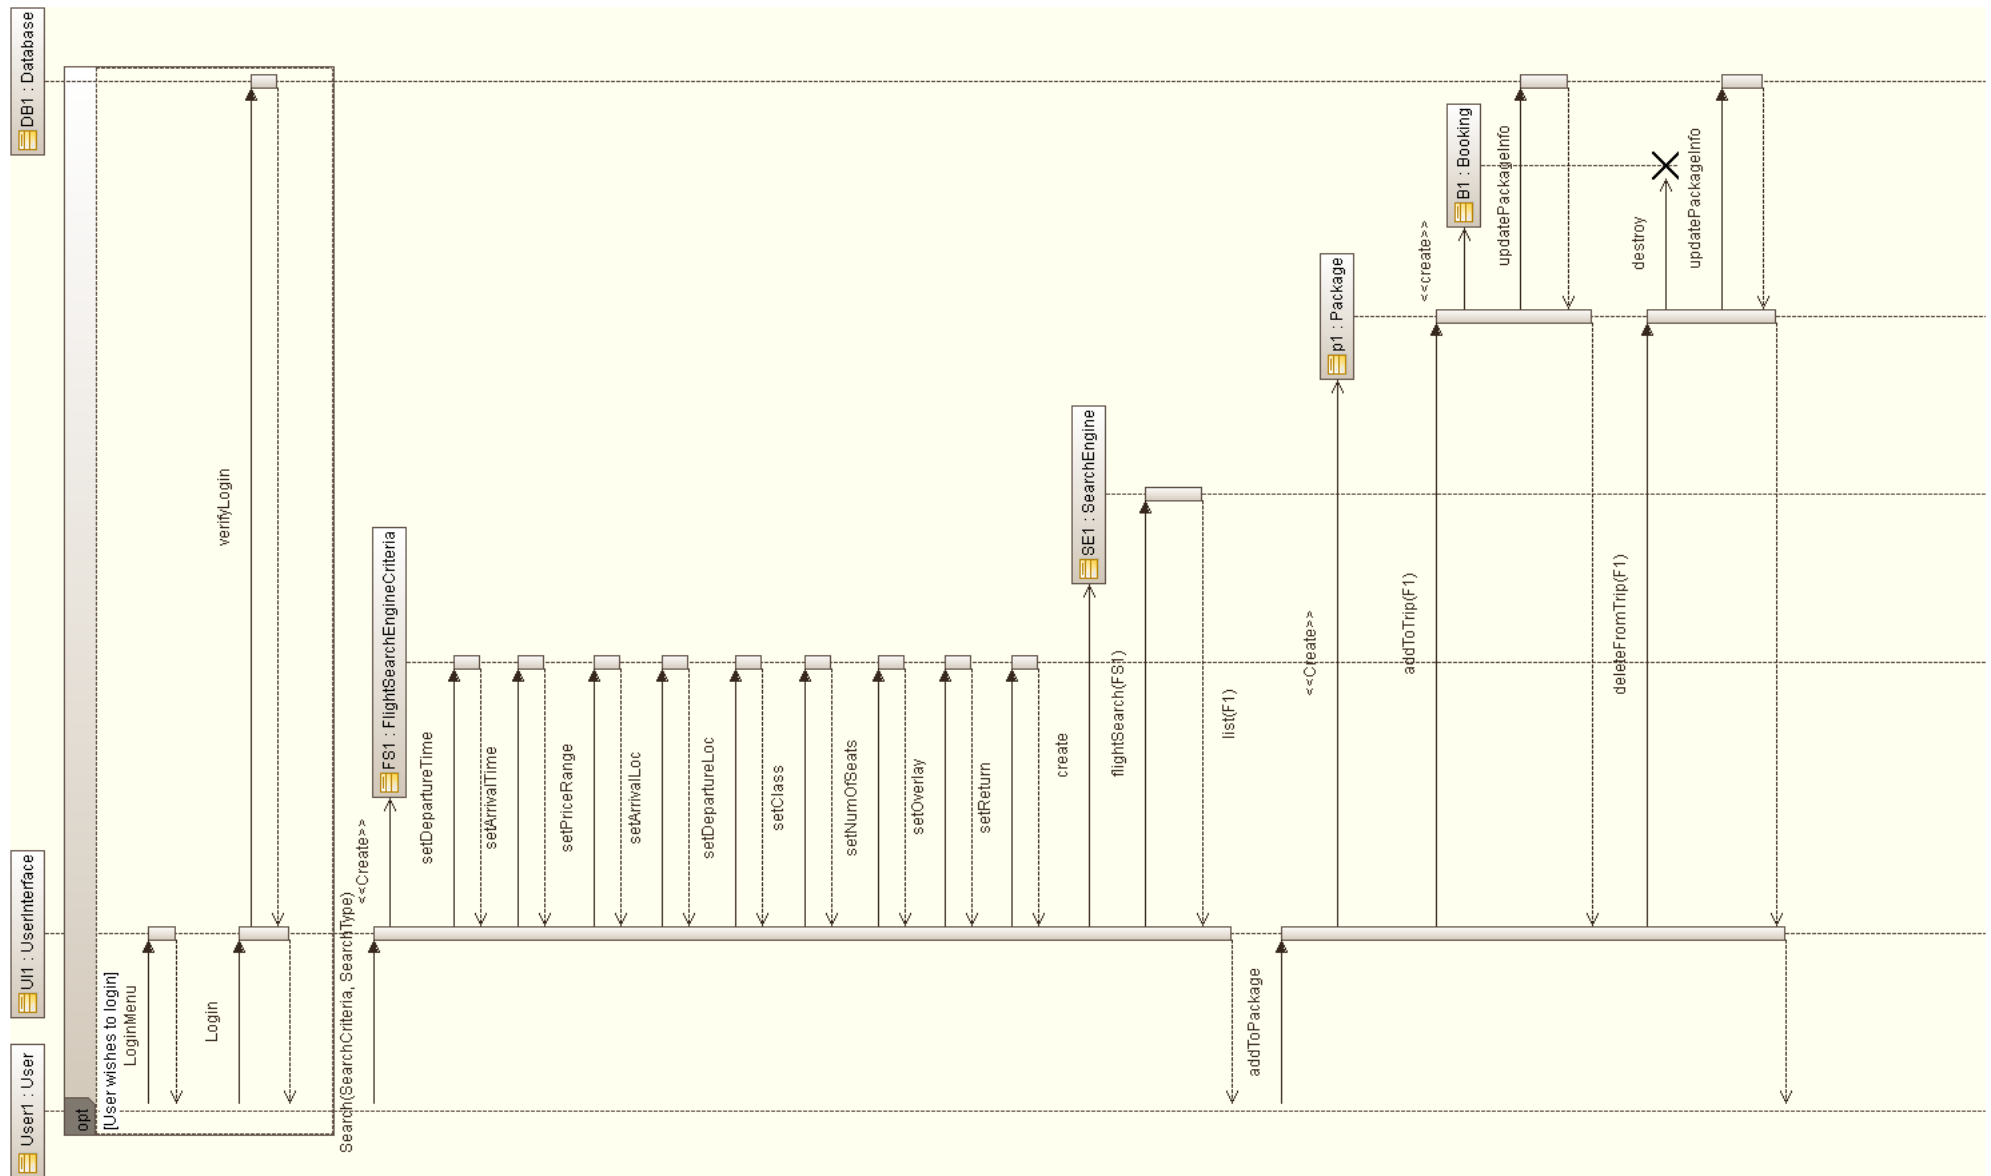 User1 : User
UI1 : UserInterface
DB1 : Database
opt
[User wishes to login]
LoginMenu
Login
verifyLogin
Search(SearchCriteria, SearchType)
<<Create>>
FS1 : FlightSearchEngineCriteria
setDepartureTime
setArrivalTime
setPriceRange
setArrivalLoc
setDepartureLoc
setClass
setNumOfSeats
setOverlay
setReturn
create
SE1 : SearchEngine
flightSearch(FS1)
list(F1)
addToPackage
<<Create>>
p1 : Package
addToTrip(F1)
<<create>>
B1 : Booking
updatePackageInfo
deleteFromTrip(F1)
destroy
updatePackageInfo